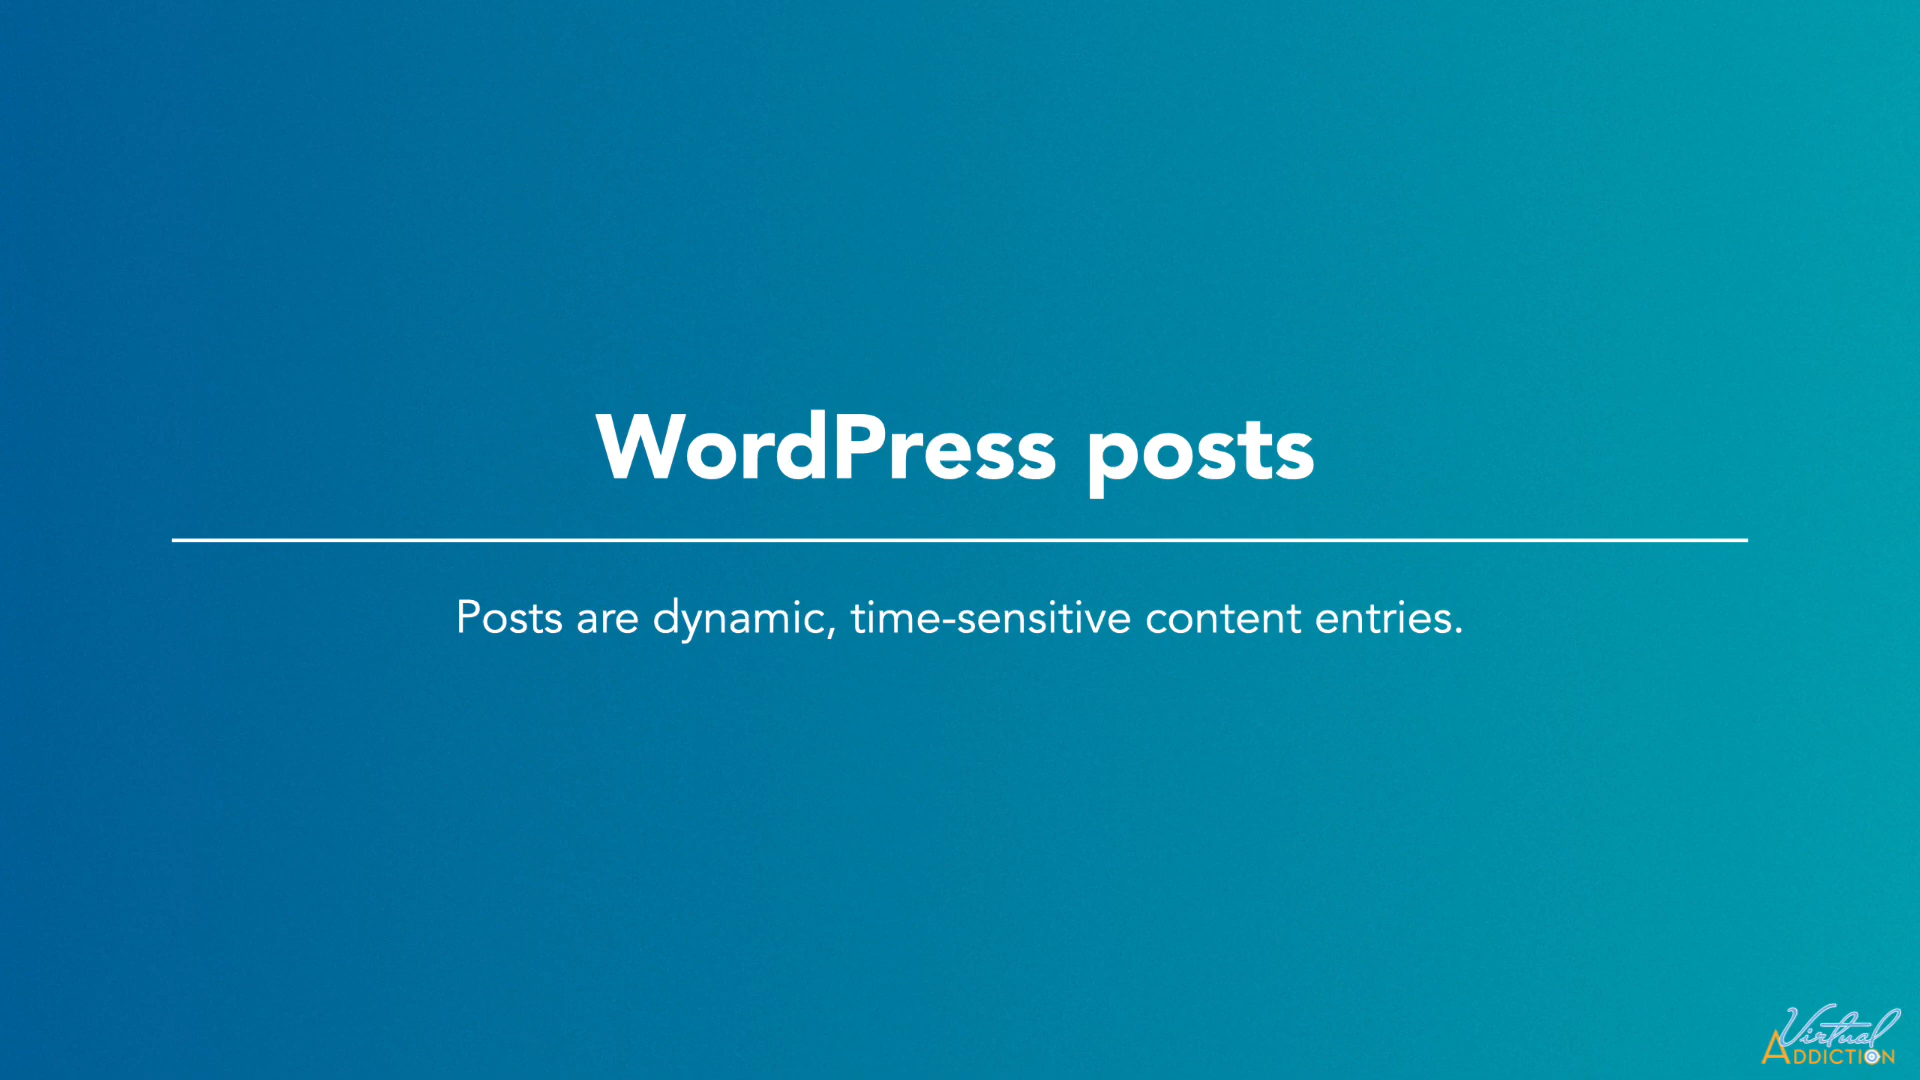 WordPress posts
Posts are dynamic, time-sensitive content entries.
Virtual
ADDICTION